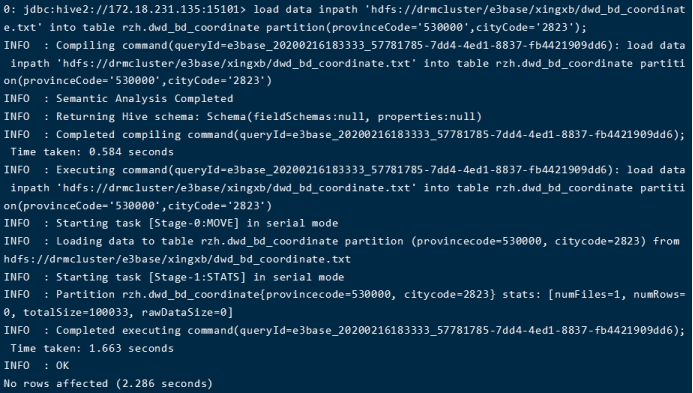 0: jdbc:hive2://172.18.231.135:15101> load data inpath 'hdfs://drmcluster/e3base/xingxb/dwd_bd_coordinat
e.txt' into table rzh.dwd_bd_coordinate partition(provinceCode='530000',cityCode='2823');
INFO  : Compiling command(queryId=e3base_20200216183333_57781785-7dd4-4ed1-8837-fb4421909dd6): load data
 inpath 'hdfs://drmcluster/e3base/xingxb/dwd_bd_coordinate.txt' into table rzh.dwd_bd_coordinate partiti
on(provinceCode='530000',cityCode='2823')
INFO  : Semantic Analysis Completed
INFO  : Returning Hive schema: Schema(fieldSchemas:null, properties:null)
INFO  : Completed compiling command(queryId=e3base_20200216183333_57781785-7dd4-4ed1-8837-fb4421909dd6);
 Time taken: 0.584 seconds
INFO  : Executing command(queryId=e3base_20200216183333_57781785-7dd4-4ed1-8837-fb4421909dd6): load data
 inpath 'hdfs://drmcluster/e3base/xingxb/dwd_bd_coordinate.txt' into table rzh.dwd_bd_coordinate partiti
on(provinceCode='530000',cityCode='2823')
INFO  : Starting task [Stage-0:MOVE] in serial mode
INFO  : Loading data to table rzh.dwd_bd_coordinate partition (provincecode=530000, citycode=2823) from
hdfs://drmcluster/e3base/xingxb/dwd_bd_coordinate.txt
INFO  : Starting task [Stage-1:STATS] in serial mode
INFO  : Partition rzh.dwd_bd_coordinate{provincecode=530000, citycode=2823} stats: [numFiles=1, numRows=
0, totalSize=100033, rawDataSize=0]
INFO  : Completed executing command(queryId=e3base_20200216183333_57781785-7dd4-4ed1-8837-fb4421909dd6);
 Time taken: 1.663 seconds
INFO  : OK
No rows affected (2.286 seconds)